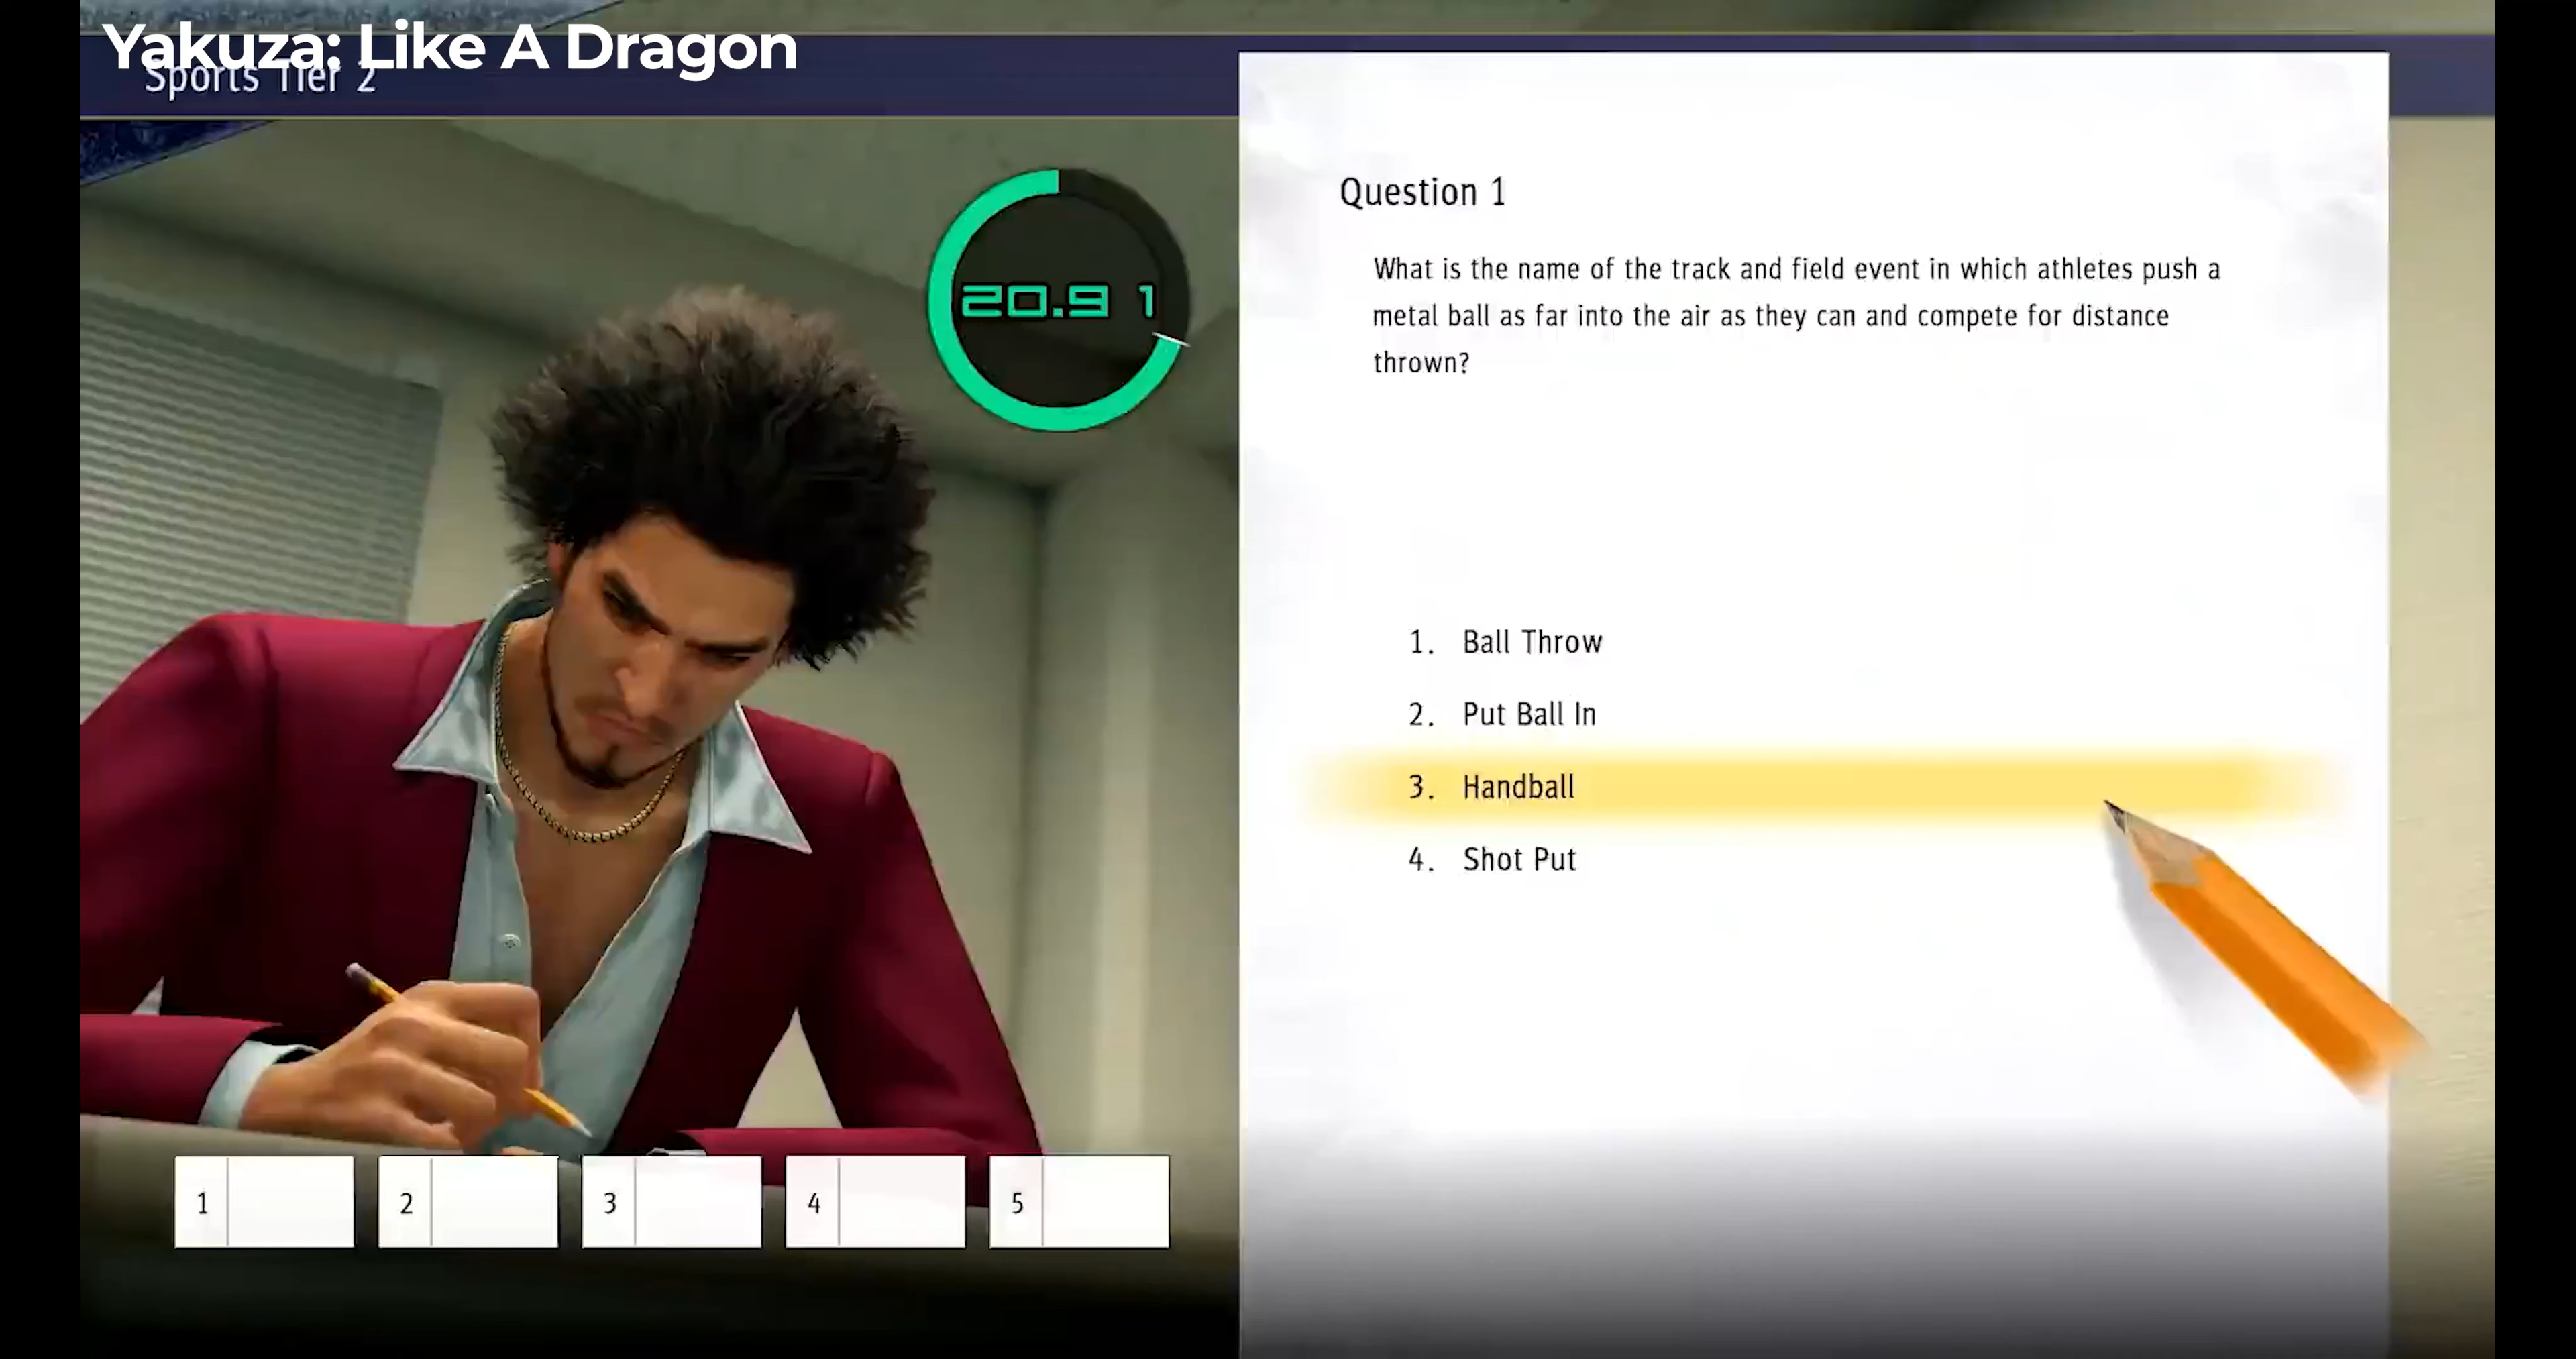 Yakuza: Like A Dragon
Sports Tier 2
20.91
Question 1
What is the name of the track and field event in which athletes push a
metal ball as far into the air as they can and compete for distance
thrown?
1. Ball Throw
2. Put Ball In
3. Handball
4. Shot Put
1 2 3 4 5